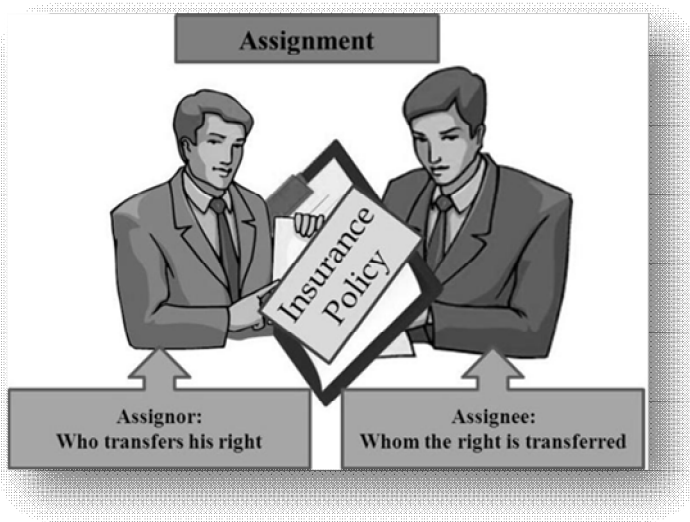 Assignment
Insurance
Policy
Assignor:
Who transfers his right
Assignee:
Whom the right is transferred